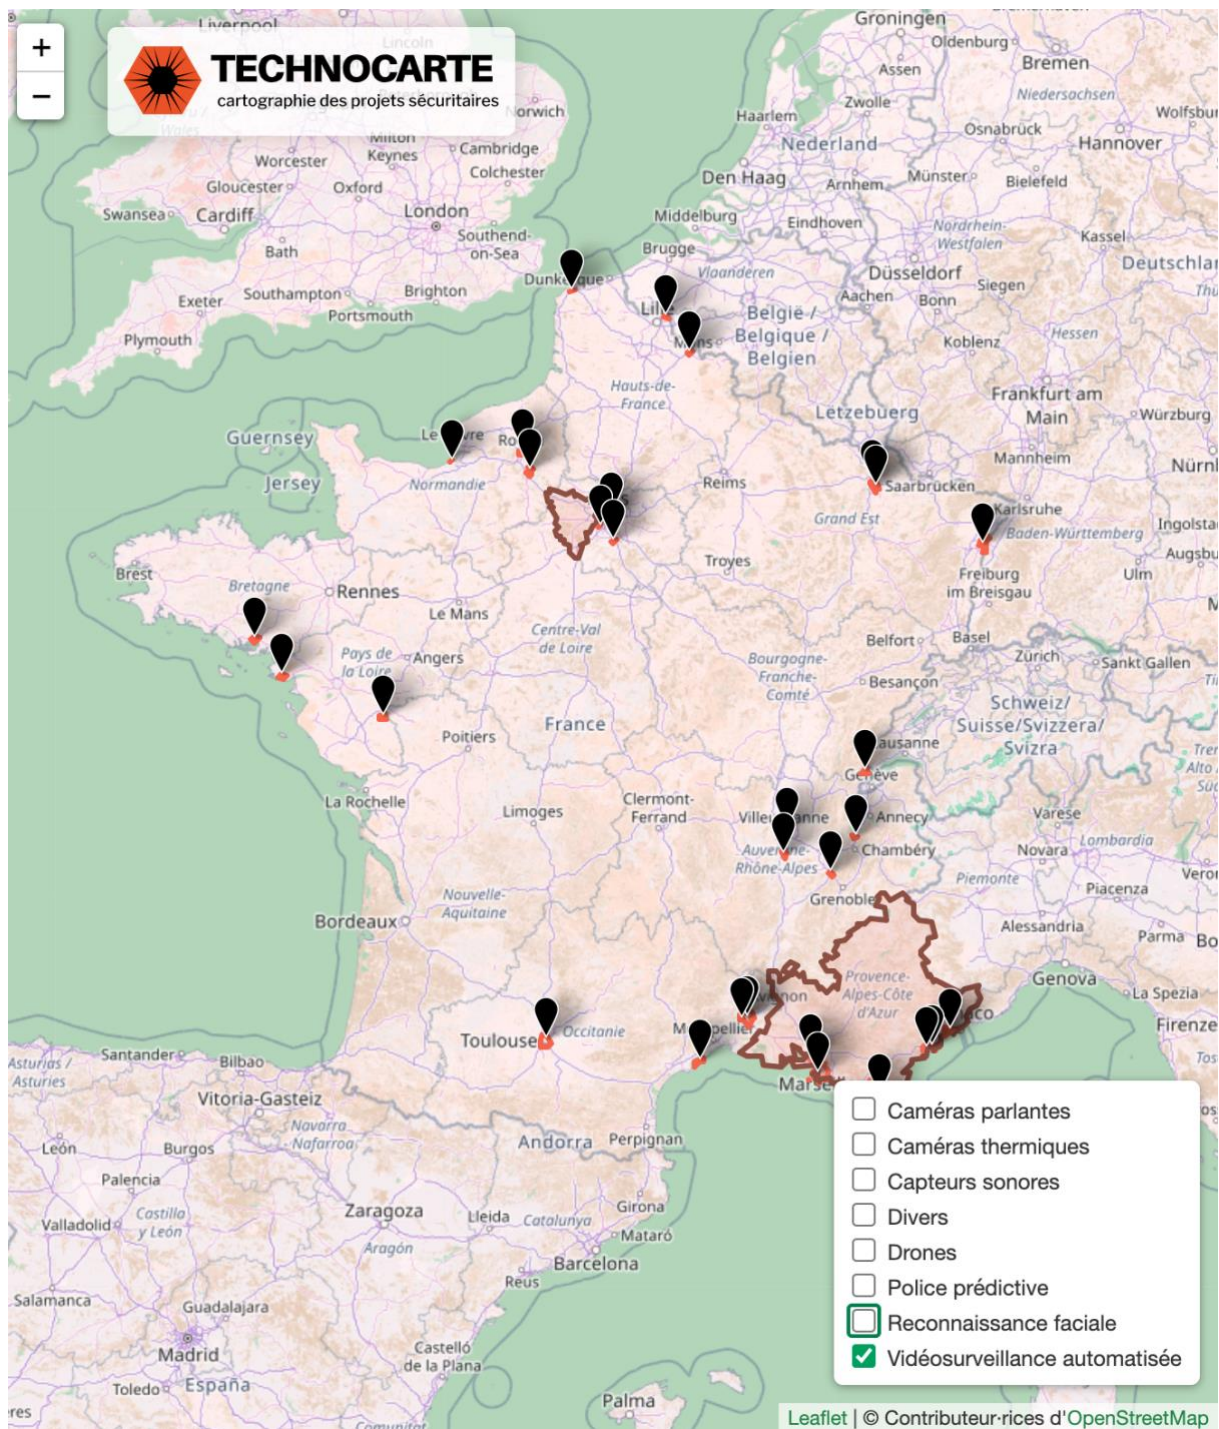 +
−
TECHNOCARTE
cartographie des projets sécuritaires
Liverpool
Lincoln
Groningen
Oldenburg
Bremen
Assen
Niedersachsen
Norwich
Zwolle
Haarlem
Osnabrück
Wolfsbur
Milton
Keynes
Cambridge
Nederland
Hannover
Worcester
Colchester
Den Haag
Arnhem
Münster
Bielefeld
Gloucester
Oxford
Swansea
Cardiff
London
Middelburg
Eindhoven
Southend-
on-Sea
Nordrhein-
Westfalen
Kassel
Bath
Brugge
Vlaanderen
Düsseldorf
Deutschlan
Southampton
Brighton
Exeter
Portsmouth
Aachen
Bonn
Siegen
Thü
België /
Belgique /
Belgien
Plymouth
Koblenz
Hessen
Hauts-de-
France
Frankfurt am
Main
Lëtzebuerg
Würzburg
Guernsey
Jersey
Normandie
Mannheim
Nürnl
Reims
Saarbrücken
Karlsruhe
Grand Est
Baden-Württemberg
Ingolsta
Augsbu
Troyes
Brest
Bretagne
Rennes
Freiburg
im Breisgau
Ulm
M
Le Mans
Centre-Val
de Loire
Belfort
Basel
Pays de
la Loire
Angers
Bourgogne-
Franche-
Comté
Zürich
Sankt Gallen
Besançon
Schweiz/
Suisse/Svizzera/
Svizra
France
Poitiers
Genève
La Rochelle
Limoges
Clermont-
Ferrand
Annecy
Varese
Lombardia
Chambéry
Novara
Auvergne-
Rhône-Alpes
Piemonte
Piacenza
Veror
Grenoble
Nouvelle-
Aquitaine
Bordeaux
Alessandria
Parma
Bo
Provence-
Alpes-Côte
d'Azur
Genova
La Spezia
Firenze
Toulouse
Occitanie
Santander
Bilbao
Asturias /
Asturies
Vitoria-Gasteiz
Navarra
- Nafarroa
Andorra
Perpignan
León
Burgos
Palencia
Castilla
y León
Valladolid
Zaragoza
Aragón
Lleida
Catalunya
Girona
Mataró
Barcelona
Reus
Salamanca
Guadalajara
Madrid
España
Toledo
Castelló
de la Plana
Palma
Caméras parlantes
Caméras thermiques
Capteurs sonores
Divers
Drones
Police prédictive
Reconnaissance faciale
Vidéosurveillance automatisée
Leaflet | © Contributeur·rices d'OpenStreetMap